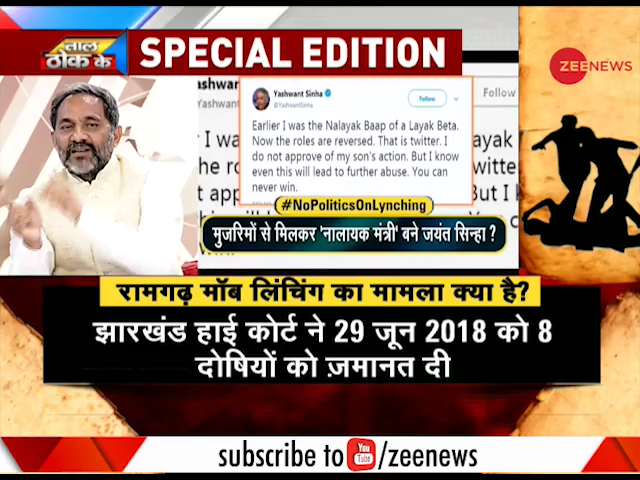 ताल
ठोक के
SPECIAL EDITION
ZEENEWS
Yashwant Sinha
@YashwantSinha
Follow
Follow
Earlier I was the Nalayak Baap of a Layak Beta.
Now the roles are reversed. That is twitter. I
do not approve of my son's action. But I know
even this will lead to further abuse. You can
never win.
#NoPoliticsOnLynching
मुजरिमों से मिलकर 'नालायक मंत्री' बने जयंत सिन्हा ?
रामगढ़ मॉब लिंचिंग का मामला क्या है?
झारखंड हाई कोर्ट ने 29 जून 2018 को 8
दोषियों को ज़मानत दी
subscribe to You Tube /zeenews